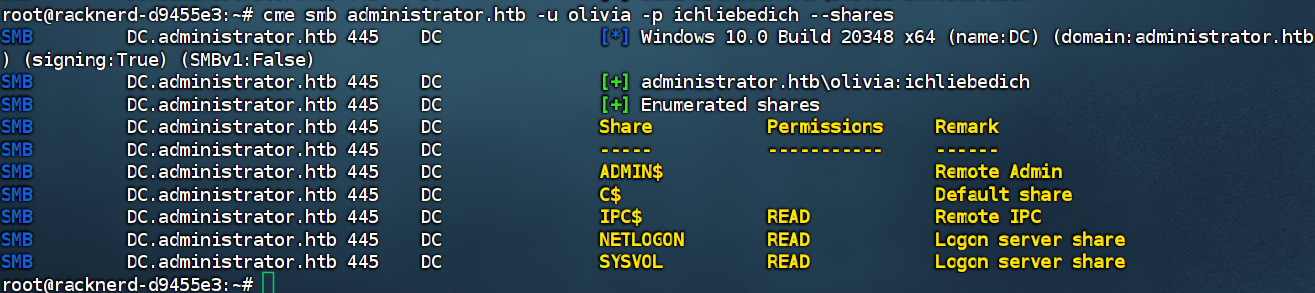 root@racknerd-d9455e3:~# cme smb administrator.htb -u olivia -p ichliebedich --shares
SMB DC.administrator.htb 445 DC [*] Windows 10.0 Build 20348 x64 (name:DC) (domain:administrator.htb
) (signing:True) (SMBv1:False)
SMB DC.administrator.htb 445 DC [+] administrator.htb\olivia:ichliebedich
SMB DC.administrator.htb 445 DC [+] Enumerated shares
SMB DC.administrator.htb 445 DC Share Permissions Remark
SMB DC.administrator.htb 445 DC ----- ----------- ------
SMB DC.administrator.htb 445 DC ADMIN$ Remote Admin
SMB DC.administrator.htb 445 DC C$ Default share
SMB DC.administrator.htb 445 DC IPC$ READ Remote IPC
SMB DC.administrator.htb 445 DC NETLOGON READ Logon server share
SMB DC.administrator.htb 445 DC SYSVOL READ Logon server share
root@racknerd-d9455e3:~#